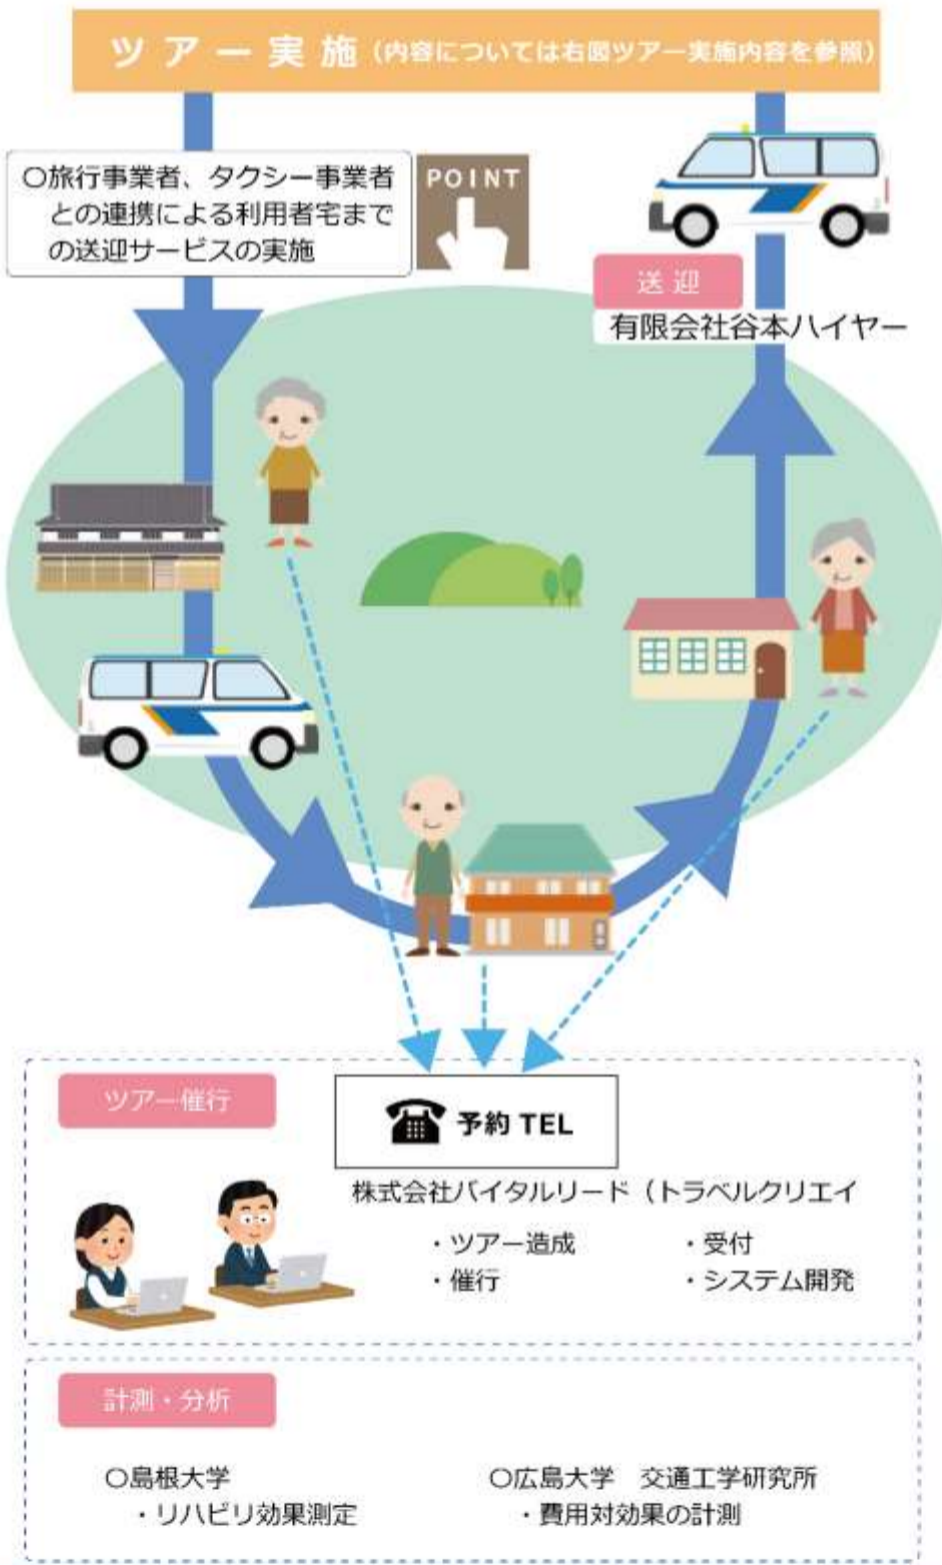 ツアー実施（内容については右図ツアー実施内容を参照）
〇旅行事業者、タクシー事業者
との連携による利用者宅まで
の送迎サービスの実施
POINT
送迎
有限会社谷本ハイヤー
ツアー催行
予約 TEL
株式会社バイタルリード（トラベルクリエイ
・ツアー造成
・受付
・催行
・システム開発
計測・分析
〇島根大学
・リハビリ効果測定
〇広島大学　交通工学研究所
・費用対効果の計測